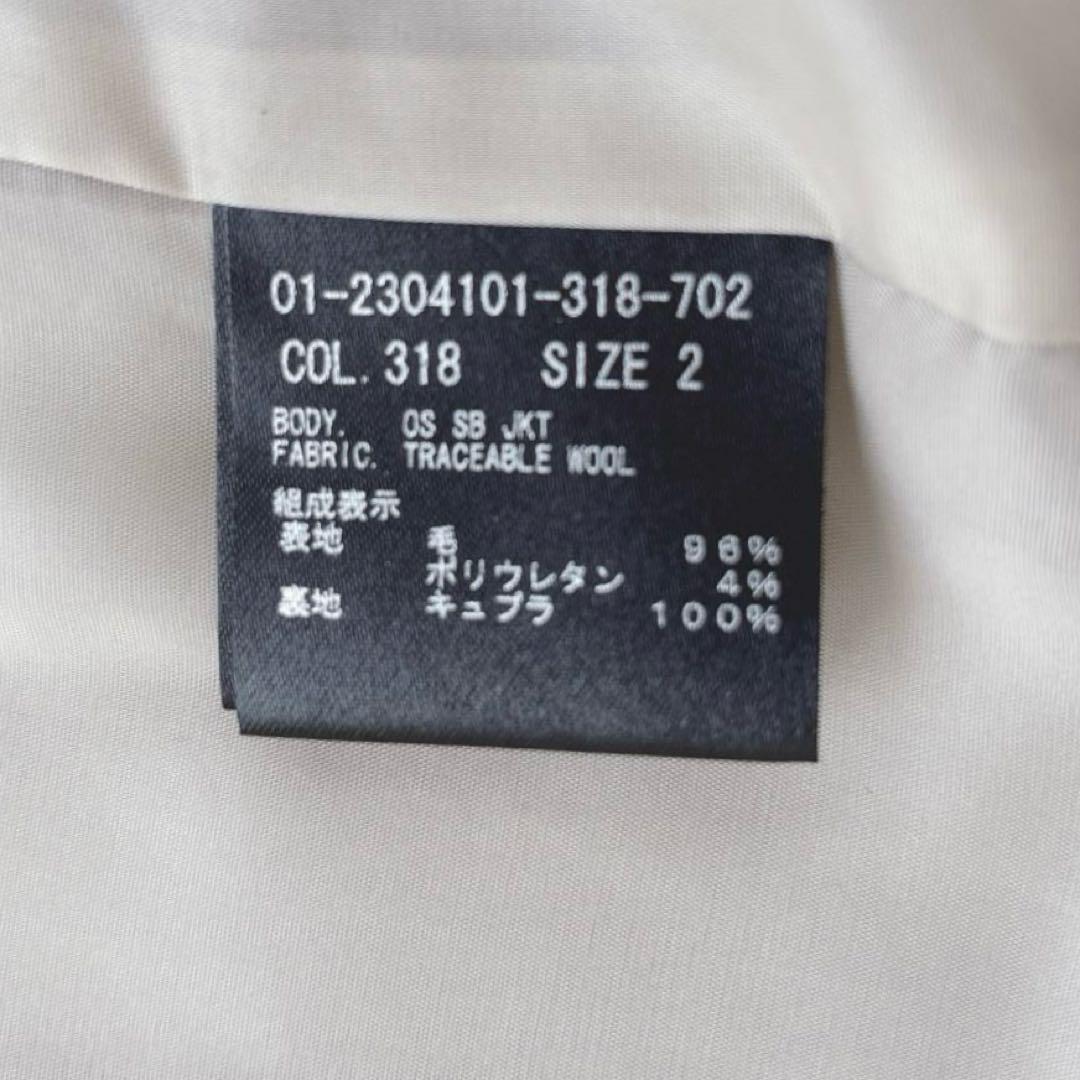 01-2304101-318-702
COL. 318 SIZE 2
BODY. OS SB JKT
FABRIC. TRACEABLE WOOL
組成表示
表地 毛 96%
ポリウレタン 4%
裏地 キュプラ 100%